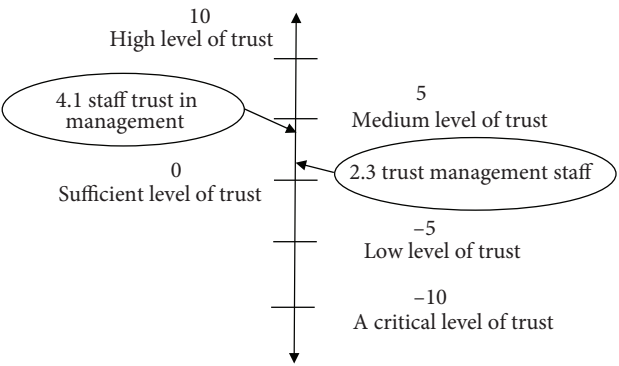 10
High level of trust
4.1 staff trust in
management
5
Medium level of trust
2.3 trust management staff
0
Sufficient level of trust
–5
Low level of trust
–10
A critical level of trust